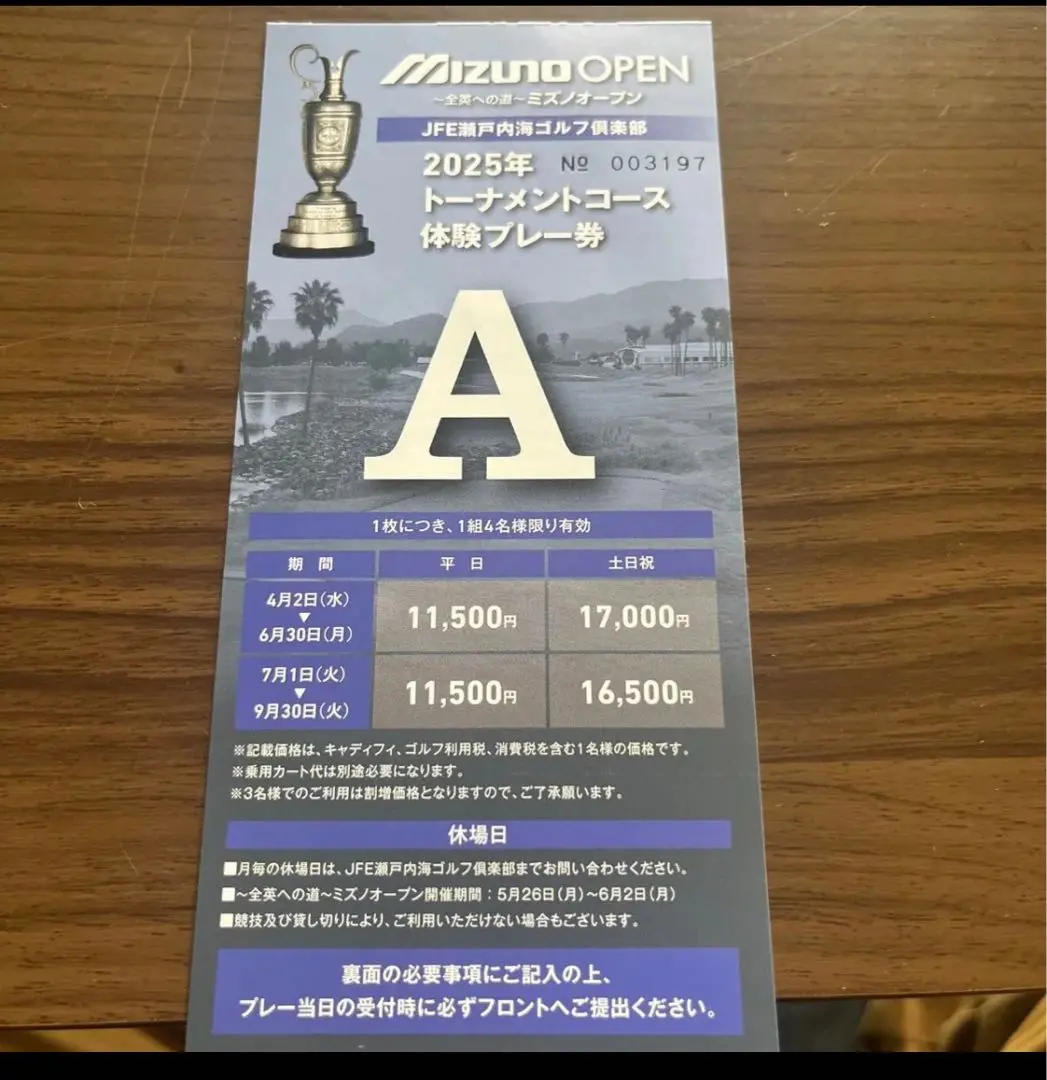 MIZUNO OPEN
～全英への道～ミズノオープン
JFE瀬戸内海ゴルフ倶楽部
2025年 № 003197
トーナメントコース
体験プレー券
A
1枚につき、1組4名様限り有効
期 間 平 日 土日祝
4月2日(水)
▼
6月30日(月)
11,500円 17,000円
7月1日(火)
▼
9月30日(火)
11,500円 16,500円
※記載価格は、キャディフィ、ゴルフ利用税、消費税を含む1名様の価格です。
※乗用カート代は別途必要になります。
※3名様でのご利用は割増価格となりますので、ご了承願います。
休場日
■月毎の休場日は、JFE瀬戸内海ゴルフ倶楽部までお問い合わせください。
■～全英への道～ミズノオープン開催期間：5月26日(月)～6月2日(月)
■競技及び貸し切りにより、ご利用いただけない場合もございます。
裏面の必要事項にご記入の上、
プレー当日の受付時に必ずフロントへご提出ください。